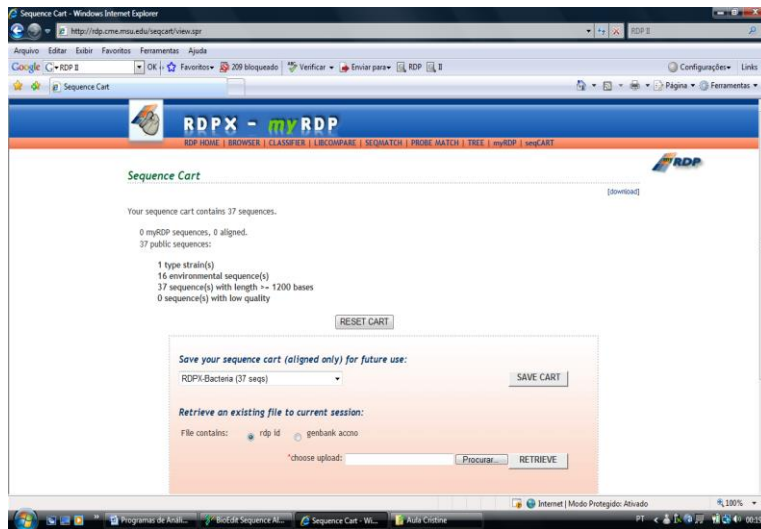 Sequence Cart - Windows Internet Explorer
http://rdp.cme.msu.edu/seqcart/view.spr
RDP II
Arquivo Editar Exibir Favoritos Ferramentas Ajuda
Google RDP II OK Favoritos 209 bloqueado Verificar Enviar para RDP II Configurações Links
Sequence Cart Página Ferramentas
RDPX - myRDP
RDP HOME | BROWSER | CLASSIFIER | LIBCOMPARE | SEQMATCH | PROBE MATCH | TREE | myRDP | seqCART
myRDP
Sequence Cart
[download]
Your sequence cart contains 37 sequences.
0 myRDP sequences, 0 aligned.
37 public sequences:
1 type strain(s)
16 environmental sequence(s)
37 sequence(s) with length >= 1200 bases
0 sequence(s) with low quality
RESET CART
Save your sequence cart (aligned only) for future use:
RDPX-Bacteria (37 seqs) SAVE CART
Retrieve an existing file to current session:
File contains: rdp id genbank accno
*choose upload: Procurar... RETRIEVE
Internet | Modo Protegido: Ativado 100%
Programas de Análi... BioEdit Sequence Al... Sequence Cart - Wi... Aula Cristine PT